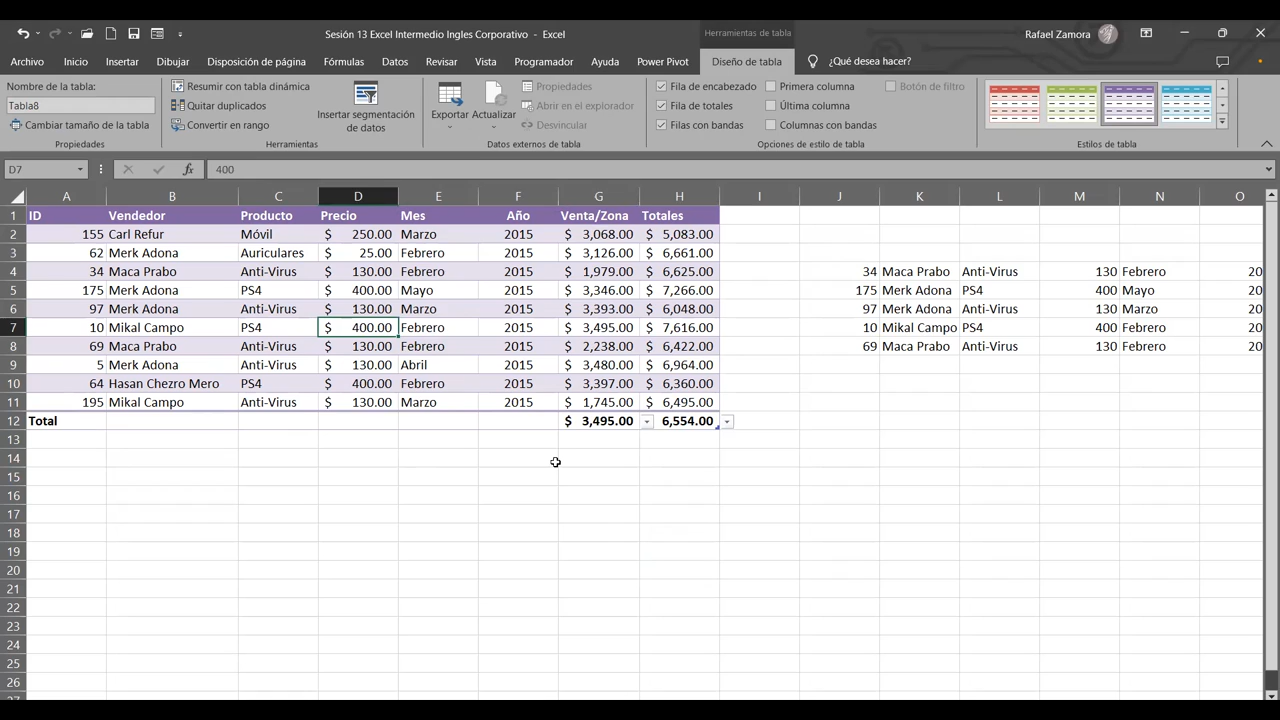 Sesión 13 Excel Intermedio Ingles Corporativo - Excel
Herramientas de tabla
Rafael Zamora
Archivo Inicio Insertar Dibujar Disposición de página Fórmulas Datos Revisar Vista Programador Ayuda Power Pivot Diseño de tabla ¿Qué desea hacer?
Nombre de la tabla:
Tabla8
Cambiar tamaño de la tabla
Propiedades
Resumir con tabla dinámica
Quitar duplicados
Convertir en rango
Insertar segmentación de datos
Herramientas
Exportar Actualizar
Propiedades
Abrir en el explorador
Desvincular
Datos externos de tabla
Fila de encabezado Primera columna Botón de filtro
Fila de totales Última columna
Filas con bandas Columnas con bandas
Opciones de estilo de tabla
Estilos de tabla
D7 fx 400
A B C D E F G H I J K L M N O
1 ID Vendedor Producto Precio Mes Año Venta/Zona Totales
2 155 Carl Refur Móvil $ 250.00 Marzo 2015 $ 3,068.00 $ 5,083.00
3 62 Merk Adona Auriculares $ 25.00 Febrero 2015 $ 3,126.00 $ 6,661.00
4 34 Maca Prabo Anti-Virus $ 130.00 Febrero 2015 $ 1,979.00 $ 6,625.00 34 Maca Prabo Anti-Virus 130 Febrero 20
5 175 Merk Adona PS4 $ 400.00 Mayo 2015 $ 3,346.00 $ 7,266.00 175 Merk Adona PS4 400 Mayo 20
6 97 Merk Adona Anti-Virus $ 130.00 Marzo 2015 $ 3,393.00 $ 6,048.00 97 Merk Adona Anti-Virus 130 Marzo 20
7 10 Mikal Campo PS4 $ 400.00 Febrero 2015 $ 3,495.00 $ 7,616.00 10 Mikal Campo PS4 400 Febrero 20
8 69 Maca Prabo Anti-Virus $ 130.00 Febrero 2015 $ 2,238.00 $ 6,422.00 69 Maca Prabo Anti-Virus 130 Febrero 20
9 5 Merk Adona Anti-Virus $ 130.00 Abril 2015 $ 3,480.00 $ 6,964.00
10 64 Hasan Chezro Mero PS4 $ 400.00 Febrero 2015 $ 3,397.00 $ 6,360.00
11 195 Mikal Campo Anti-Virus $ 130.00 Marzo 2015 $ 1,745.00 $ 6,495.00
12 Total $ 3,495.00 6,554.00
13
14
15
16
17
18
19
20
21
22
23
24
25
26